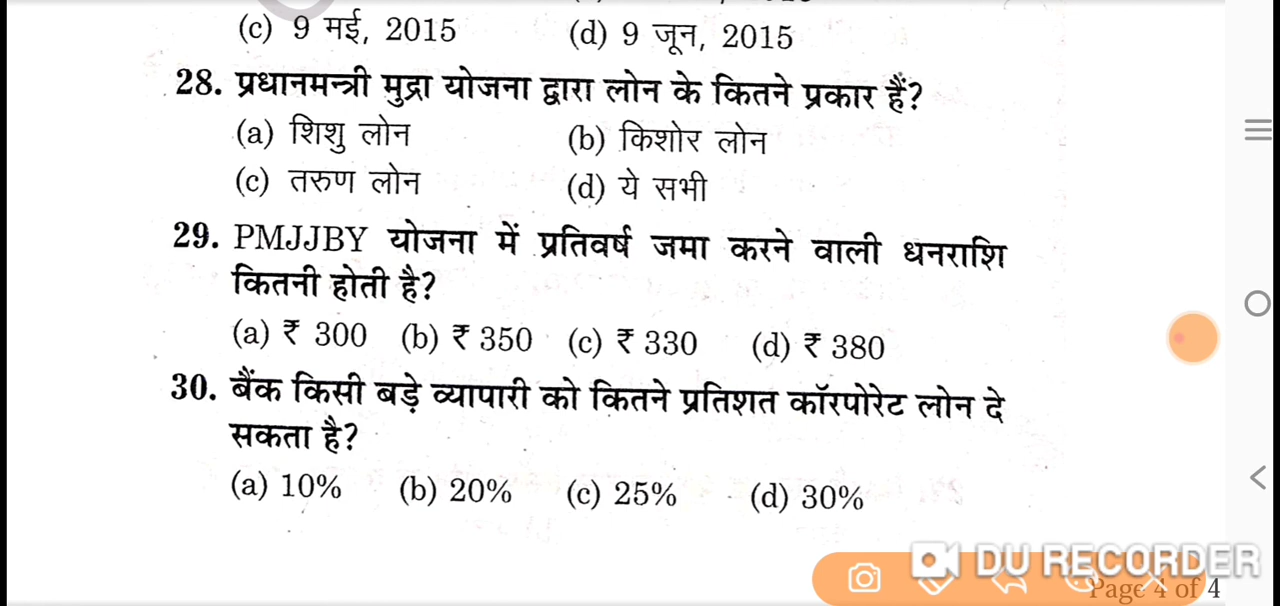 (c) 9 मई, 2015 (d) 9 जून, 2015
28. प्रधानमन्त्री मुद्रा योजना द्वारा लोन के कितने प्रकार हैं?
(a) शिशु लोन (b) किशोर लोन
(c) तरुण लोन (d) ये सभी
29. PMJJBY योजना में प्रतिवर्ष जमा करने वाली धनराशि
कितनी होती है?
(a) ₹ 300 (b) ₹ 350 (c) ₹ 330 (d) ₹ 380
30. बैंक किसी बड़े व्यापारी को कितने प्रतिशत कॉरपोरेट लोन दे
सकता है?
(a) 10% (b) 20% (c) 25% (d) 30%
DU RECORDER
Page 4 of 4